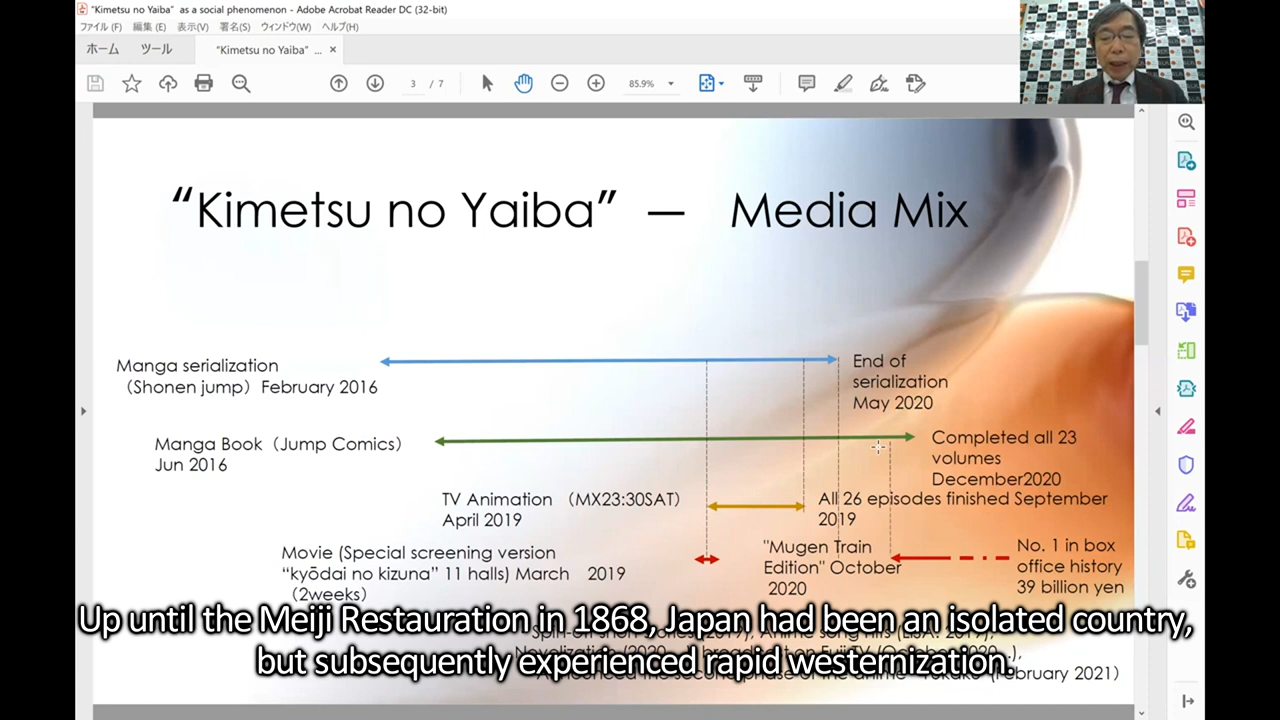 "Kimetsu no Yaiba" as a social phenomenon - Adobe Acrobat Reader DC (32-bit)
ファイル(F) 編集(E) 表示(V) 署名(S) ウィンドウ(W) ヘルプ(H)
ホーム ツール "Kimetsu no Yaiba" ... ×
3 / 7 85.9%
“Kimetsu no Yaiba” — Media Mix
Manga serialization
（Shonen jump）February 2016
End of
serialization
May 2020
Manga Book（Jump Comics）
Jun 2016
Completed all 23
volumes
December2020
TV Animation （MX23:30SAT）
April 2019
All 26 episodes finished September
2019
Movie (Special screening version
“kyōdai no kizuna” 11 halls) March 2019
（2weeks）
"Mugen Train
Edition" October
2020
No. 1 in box
office history
39 billion yen
Up until the Meiji Restauration in 1868, Japan had been an isolated country,
but subsequently experienced rapid westernization.
(February 2021）